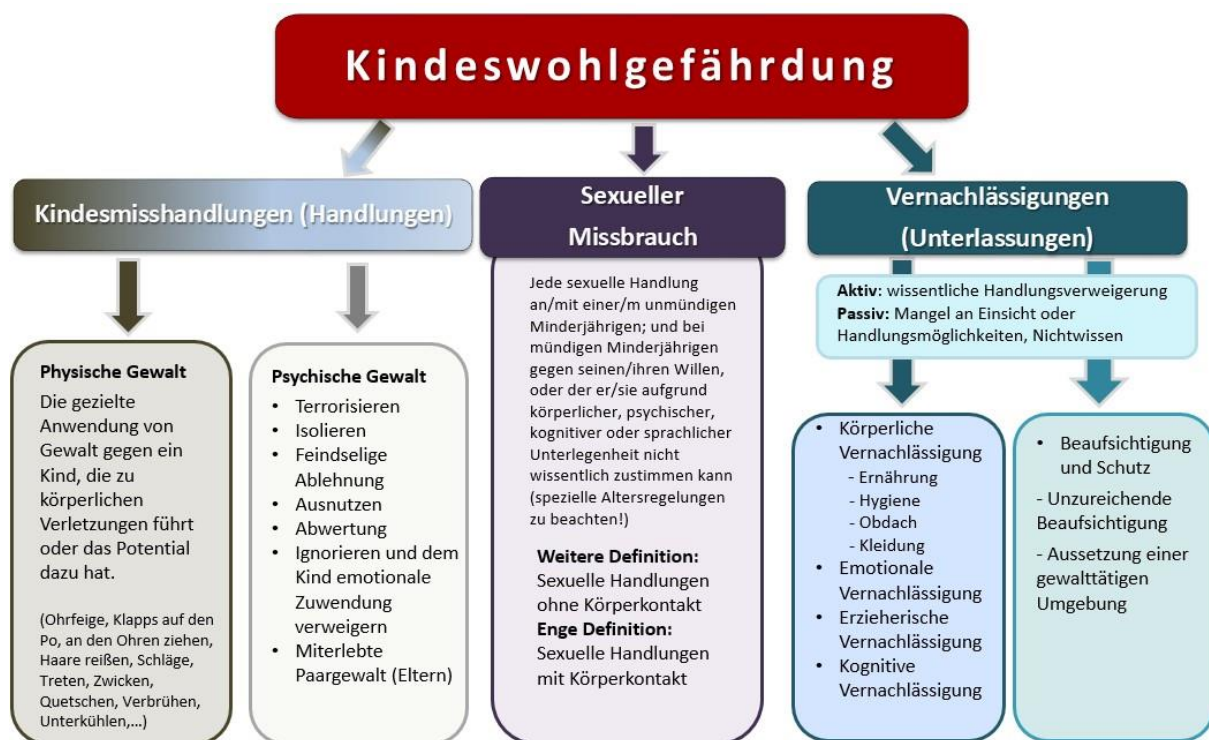 Kindeswohlgefährdung
Kindesmisshandlungen (Handlungen)
Physische Gewalt
Die gezielte
Anwendung von
Gewalt gegen ein
Kind, die zu
körperlichen
Verletzungen führt
oder das Potential
dazu hat.
(Ohrfeige, Klapps auf den
Po, an den Ohren ziehen,
Haare reißen, Schläge,
Treten, Zwicken,
Quetschen, Verbrühen,
Unterkühlen,...)
Psychische Gewalt
• Terrorisieren
• Isolieren
• Feindselige
Ablehnung
• Ausnutzen
• Abwertung
• Ignorieren und dem
Kind emotionale
Zuwendung
verweigern
• Miterlebte
Paargewalt (Eltern)
Sexueller
Missbrauch
Jede sexuelle Handlung
an/mit einer/m unmündigen
Minderjährigen; und bei
mündigen Minderjährigen
gegen seinen/ihren Willen,
oder der er/sie aufgrund
körperlicher, psychischer,
kognitiver oder sprachlicher
Unterlegenheit nicht
wissentlich zustimmen kann
(spezielle Altersregelungen
zu beachten!)
Weitere Definition:
Sexuelle Handlungen
ohne Körperkontakt
Enge Definition:
Sexuelle Handlungen
mit Körperkontakt
Vernachlässigungen
(Unterlassungen)
Aktiv: wissentliche Handlungsverweigerung
Passiv: Mangel an Einsicht oder
Handlungsmöglichkeiten, Nichtwissen
• Körperliche
Vernachlässigung
- Ernährung
- Hygiene
- Obdach
- Kleidung
• Emotionale
Vernachlässigung
• Erzieherische
Vernachlässigung
• Kognitive
Vernachlässigung
• Beaufsichtigung
und Schutz
- Unzureichende
Beaufsichtigung
- Aussetzung einer
gewalttätigen
Umgebung